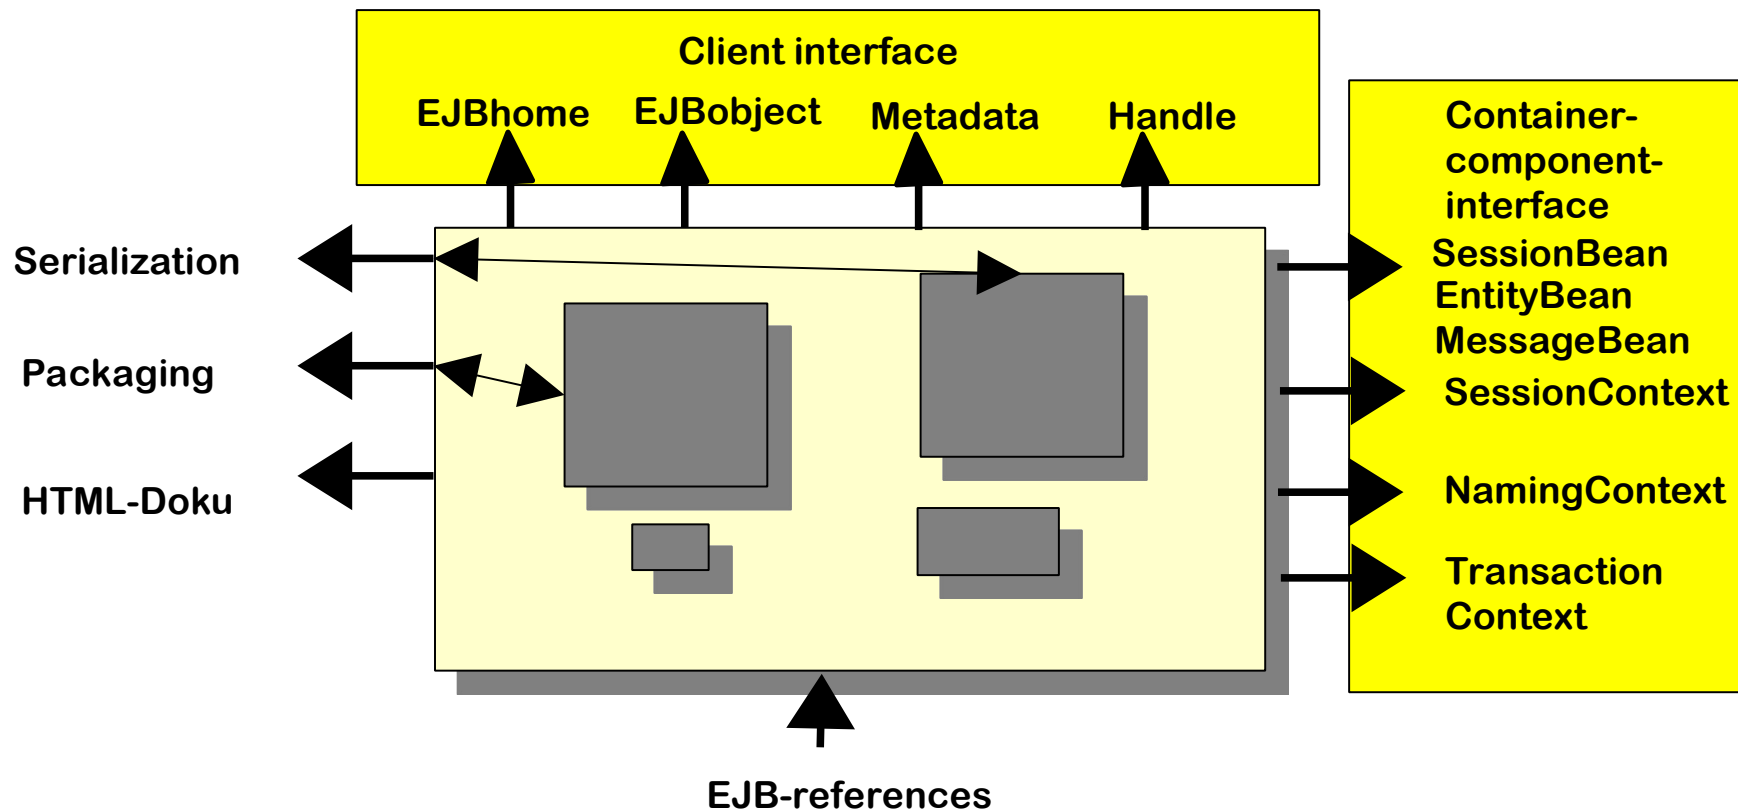 Client interface
EJBhome
EJBobject
Metadata
Handle
Container-
component-
interface
SessionBean
EntityBean
MessageBean
SessionContext
NamingContext
Transaction
Context
Serialization
Packaging
HTML-Doku
EJB-references